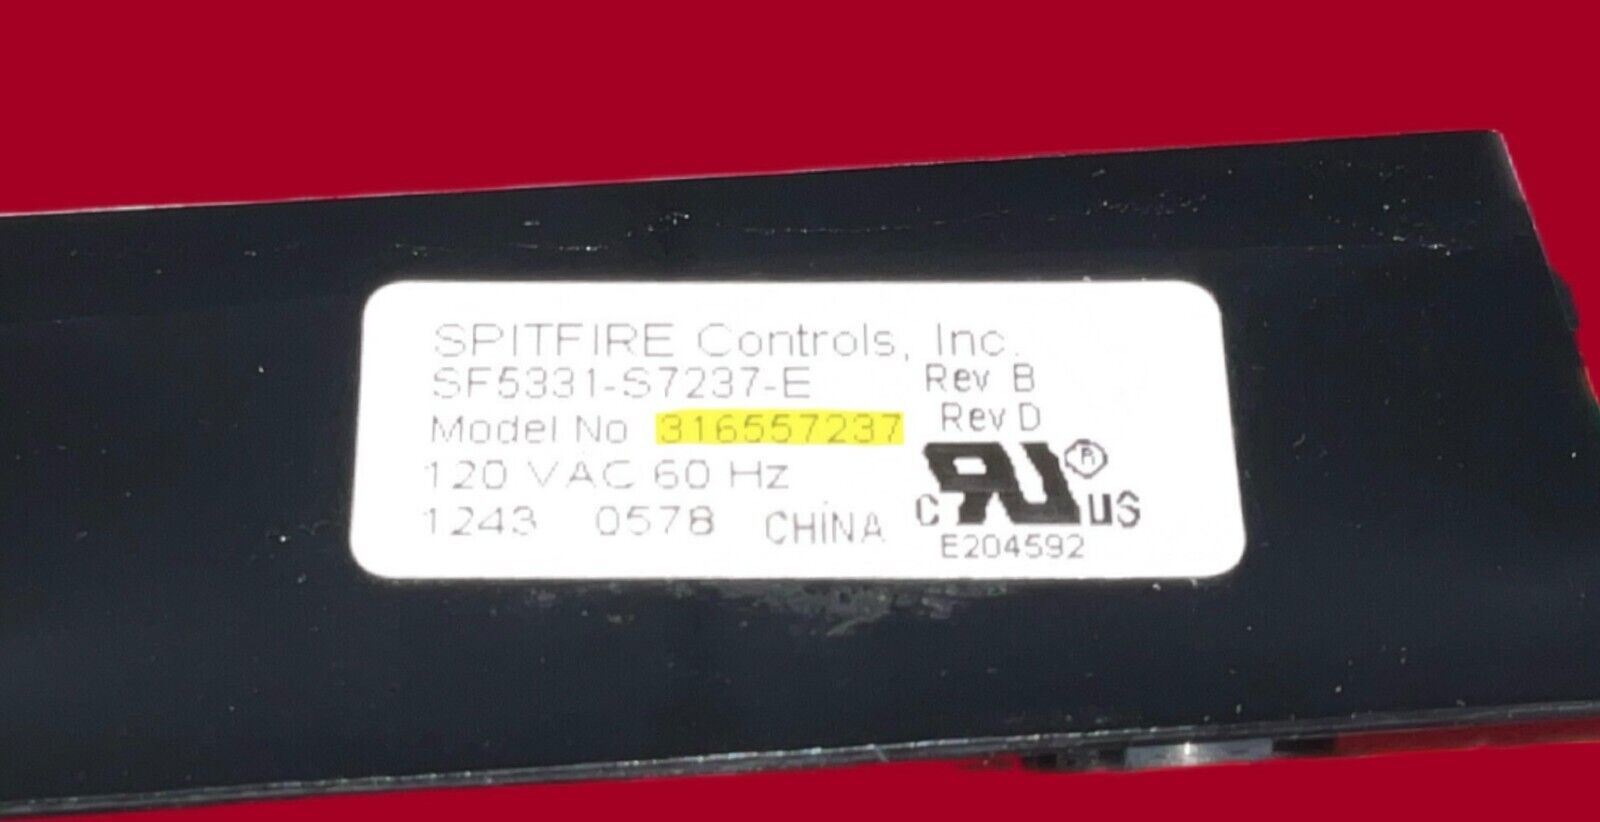 SPITFIRE Controls, Inc.
SF5331-S7237-E Rev B
Model No 316557237 Rev D
120 VAC 60 Hz
1243 0578 CHINA
C RU ® US
E204592